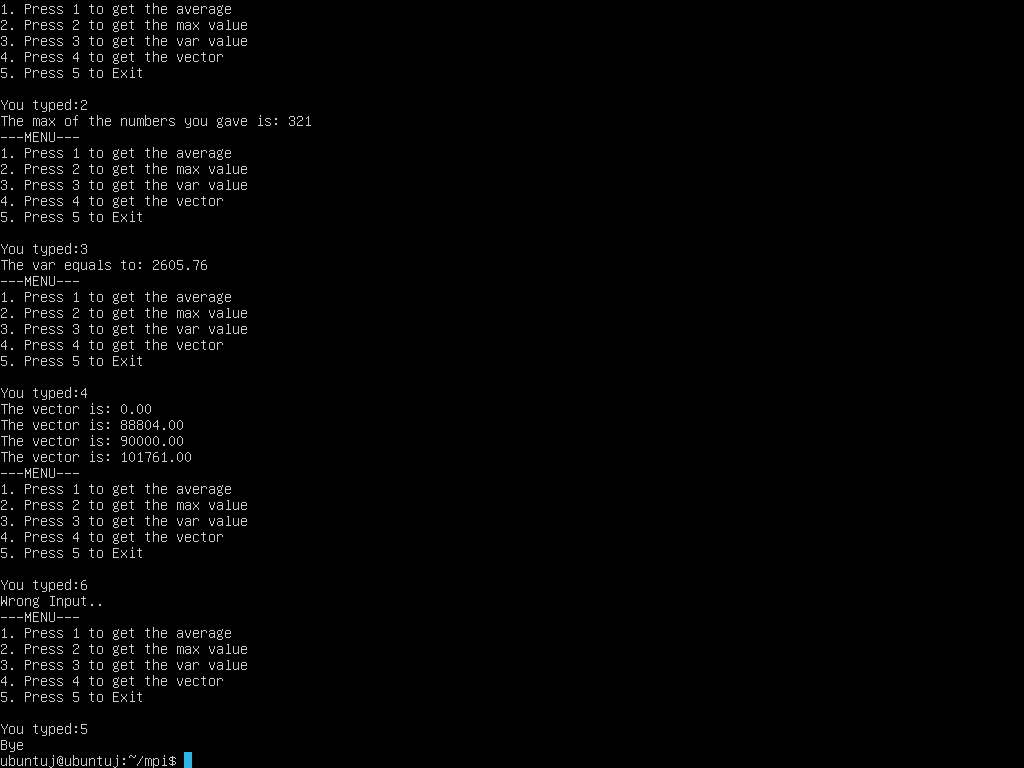 1. Press 1 to get the average
2. Press 2 to get the max value
3. Press 3 to get the var value
4. Press 4 to get the vector
5. Press 5 to Exit

You typed:2
The max of the numbers you gave is: 321
---MENU---
1. Press 1 to get the average
2. Press 2 to get the max value
3. Press 3 to get the var value
4. Press 4 to get the vector
5. Press 5 to Exit

You typed:3
The var equals to: 2605.76
---MENU---
1. Press 1 to get the average
2. Press 2 to get the max value
3. Press 3 to get the var value
4. Press 4 to get the vector
5. Press 5 to Exit

You typed:4
The vector is: 0.00
The vector is: 88804.00
The vector is: 90000.00
The vector is: 101761.00
---MENU---
1. Press 1 to get the average
2. Press 2 to get the max value
3. Press 3 to get the var value
4. Press 4 to get the vector
5. Press 5 to Exit

You typed:6
Wrong Input..
---MENU---
1. Press 1 to get the average
2. Press 2 to get the max value
3. Press 3 to get the var value
4. Press 4 to get the vector
5. Press 5 to Exit

You typed:5
Bye
ubuntuj@ubuntuj:~/mpi$